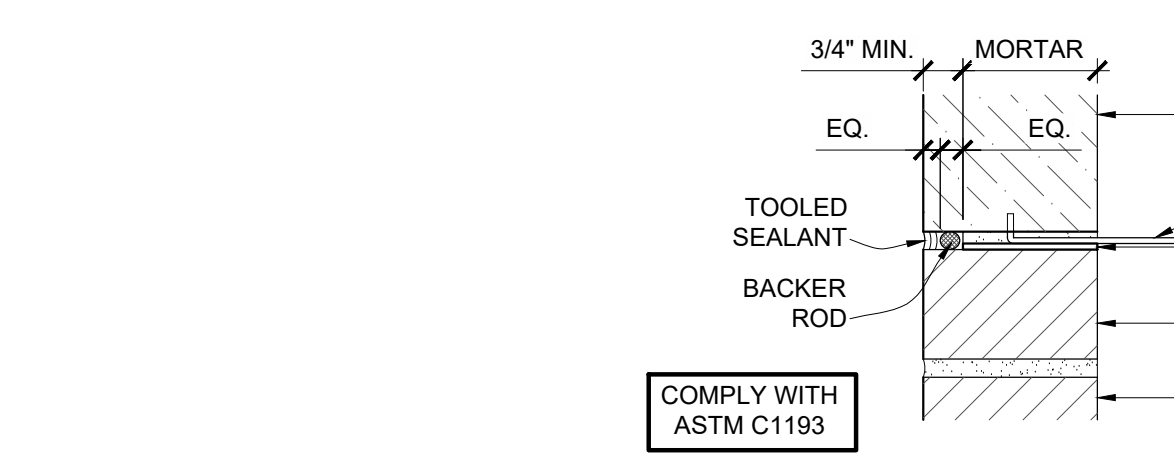 3/4" MIN.
MORTAR
EQ.
EQ.
TOOLED
SEALANT
BACKER
ROD
COMPLY WITH
ASTM C1193